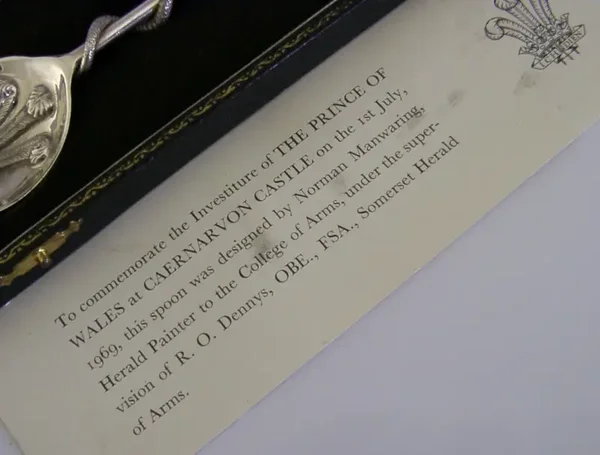 To commemorate the Investiture of THE PRINCE OF
WALES at CAERNARVON CASTLE on the 1st July,
1969, this spoon was designed by Norman Manwaring,
Herald Painter to the College of Arms, under the super-
vision of R. O. Dennys, OBE., FSA., Somerset Herald
of Arms.